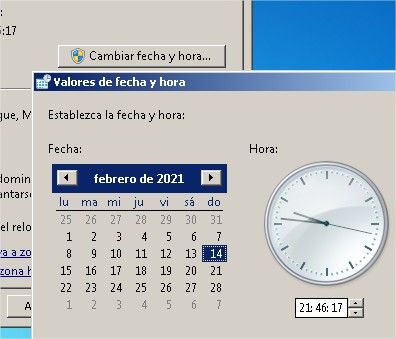 :17
Cambiar fecha y hora...
Valores de fecha y hora
Establezca la fecha y hora:
Fecha:
Hora:
febrero de 2021
lu ma mi ju vi sá do
25 26 27 28 29 30 31
1 2 3 4 5 6 7
8 9 10 11 12 13 14
15 16 17 18 19 20 21
22 23 24 25 26 27 28
1 2 3 4 5 6 7
21:46:17
gue, M
domin
antarse
el relo
ya a zo
zona h
A